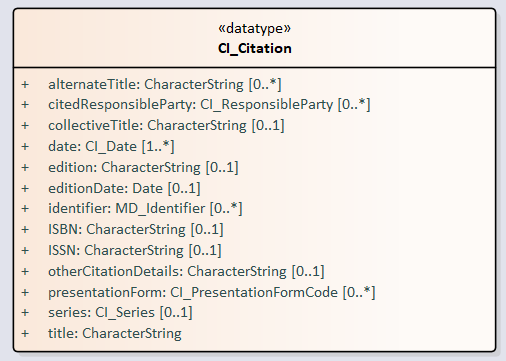 «datatype»
CI_Citation
+ alternateTitle: CharacterString [0..*]
+ citedResponsibleParty: CI_ResponsibleParty [0..*]
+ collectiveTitle: CharacterString [0..1]
+ date: CI_Date [1..*]
+ edition: CharacterString [0..1]
+ editionDate: Date [0..1]
+ identifier: MD_Identifier [0..*]
+ ISBN: CharacterString [0..1]
+ ISSN: CharacterString [0..1]
+ otherCitationDetails: CharacterString [0..1]
+ presentationForm: CI_PresentationFormCode [0..*]
+ series: CI_Series [0..1]
+ title: CharacterString